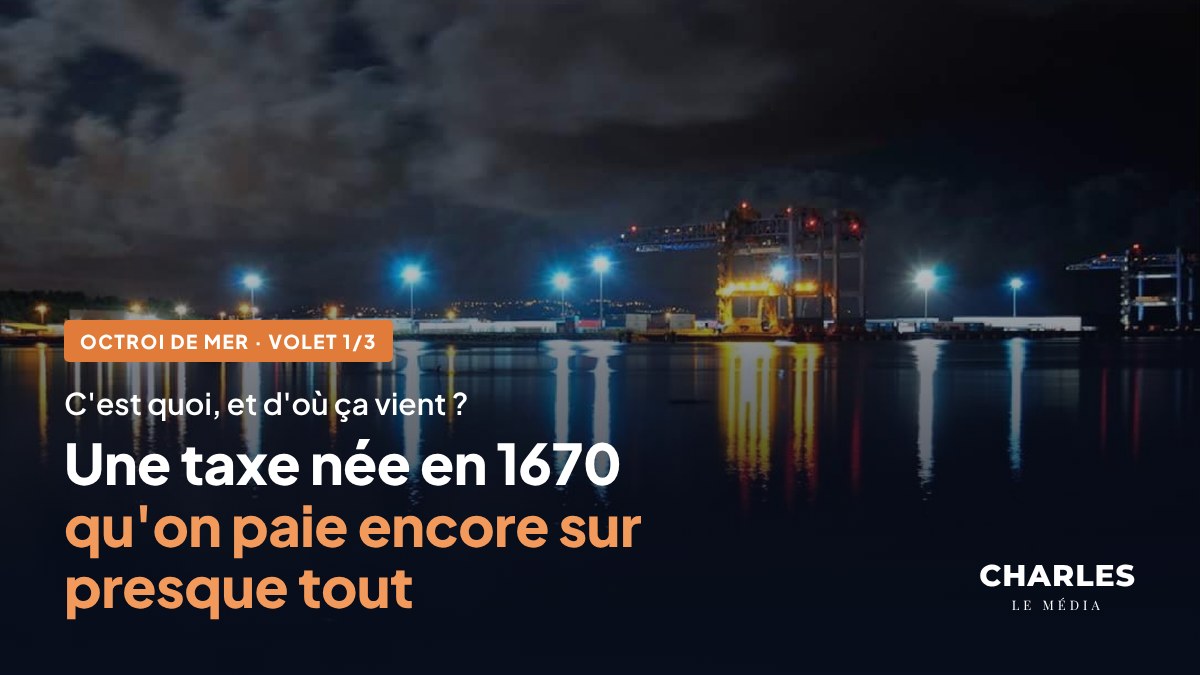 OCTROI DE MER · VOLET 1/3
C'est quoi, et d'où ça vient ?
Une taxe née en 1670
qu'on paie encore sur
presque tout
CHARLES
LE MÉDIA